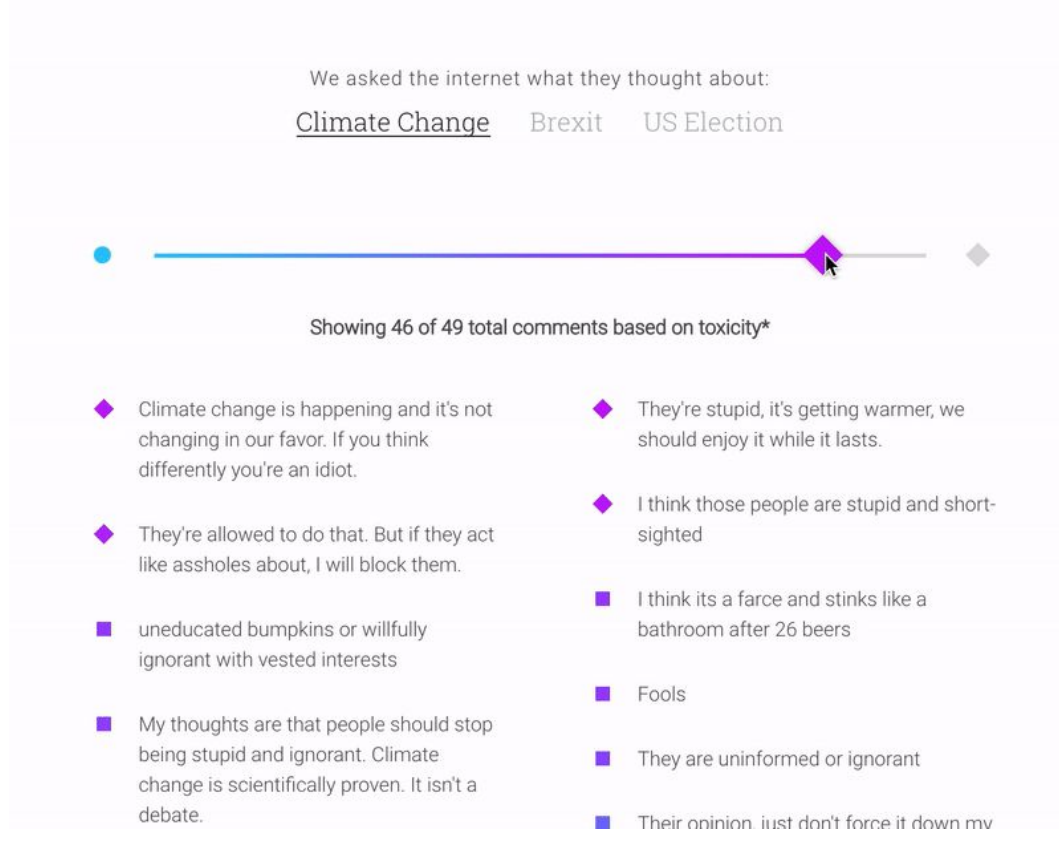 We asked the internet what they thought about:
Climate Change Brexit US Election
Showing 46 of 49 total comments based on toxicity*
Climate change is happening and it's not
changing in our favor. If you think
differently you're an idiot.
They're allowed to do that. But if they act
like assholes about, I will block them.
uneducated bumpkins or willfully
ignorant with vested interests
My thoughts are that people should stop
being stupid and ignorant. Climate
change is scientifically proven. It isn't a
debate.
They're stupid, it's getting warmer, we
should enjoy it while it lasts.
I think those people are stupid and short-
sighted
I think its a farce and stinks like a
bathroom after 26 beers
Fools
They are uninformed or ignorant
Their opinion, just don't force it down my